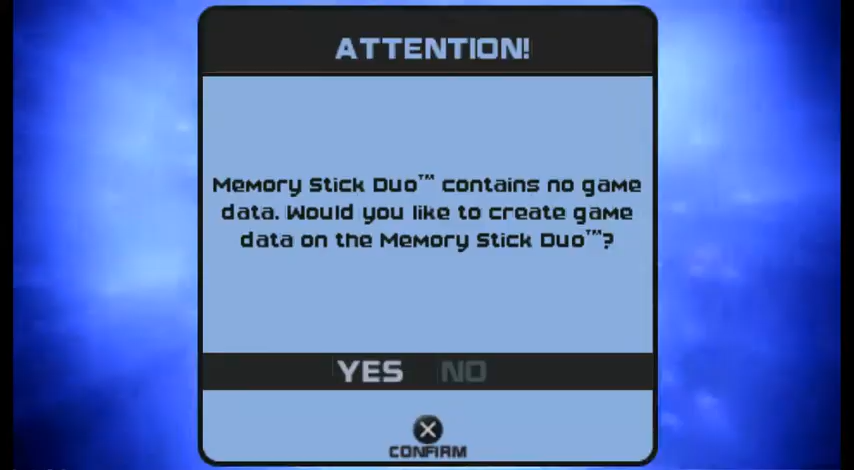 ATTENTION!
Memory Stick Duo™ contains no game
data. Would you like to create game
data on the Memory Stick Duo™?
YES NO
CONFIRM